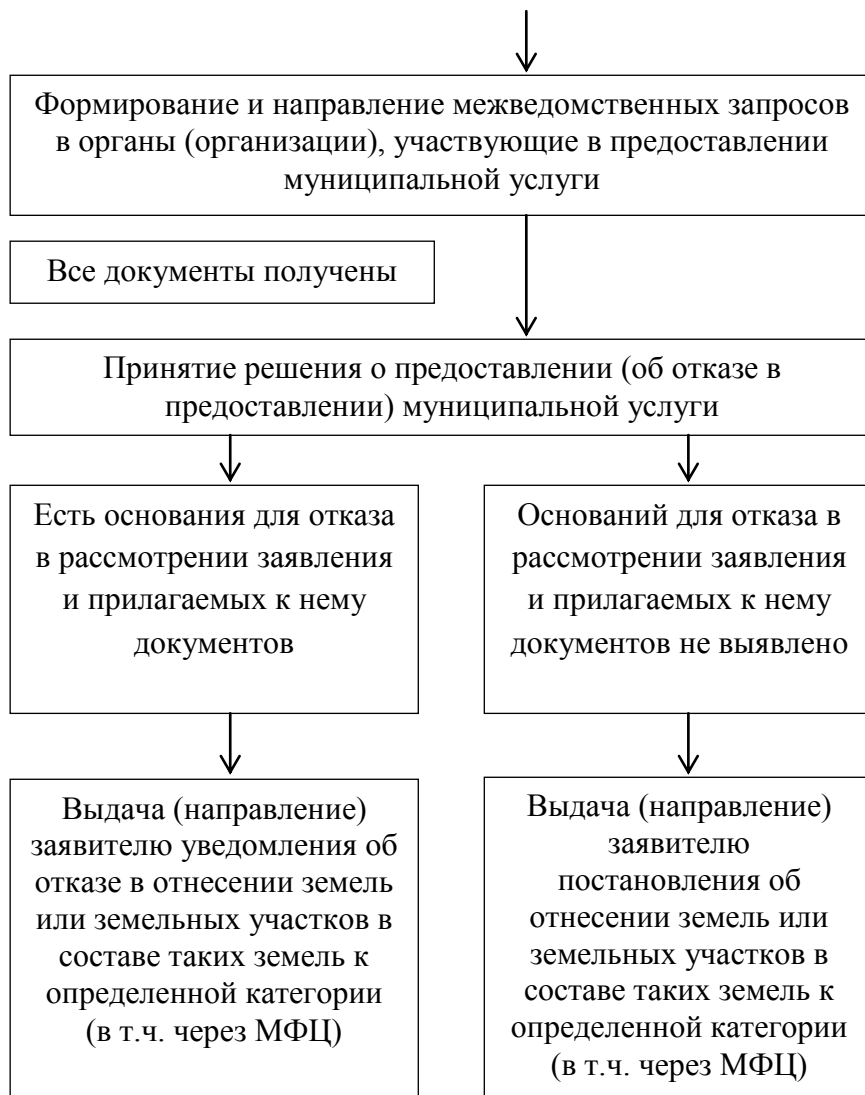 Формирование и направление межведомственных запросов
в органы (организации), участвующие в предоставлении
муниципальной услуги
Все документы получены
Принятие решения о предоставлении (об отказе в
предоставлении) муниципальной услуги
Есть основания для отказа
в рассмотрении заявления
и прилагаемых к нему
документов
Оснований для отказа в
рассмотрении заявления
и прилагаемых к нему
документов не выявлено
Выдача (направление)
заявителю уведомления об
отказе в отнесении земель
или земельных участков в
составе таких земель к
определенной категории
(в т.ч. через МФЦ)
Выдача (направление)
заявителю
постановления об
отнесении земель или
земельных участков в
составе таких земель к
определенной категории
(в т.ч. через МФЦ)